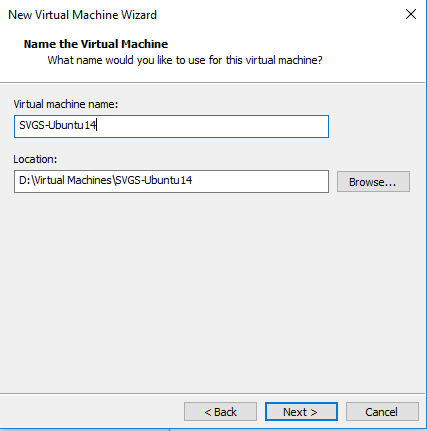 New Virtual Machine Wizard
Name the Virtual Machine
What name would you like to use for this virtual machine?
Virtual machine name:
SVGS-Ubuntu14
Location:
D:\Virtual Machines\SVGS-Ubuntu14
Browse...
< Back
Next >
Cancel